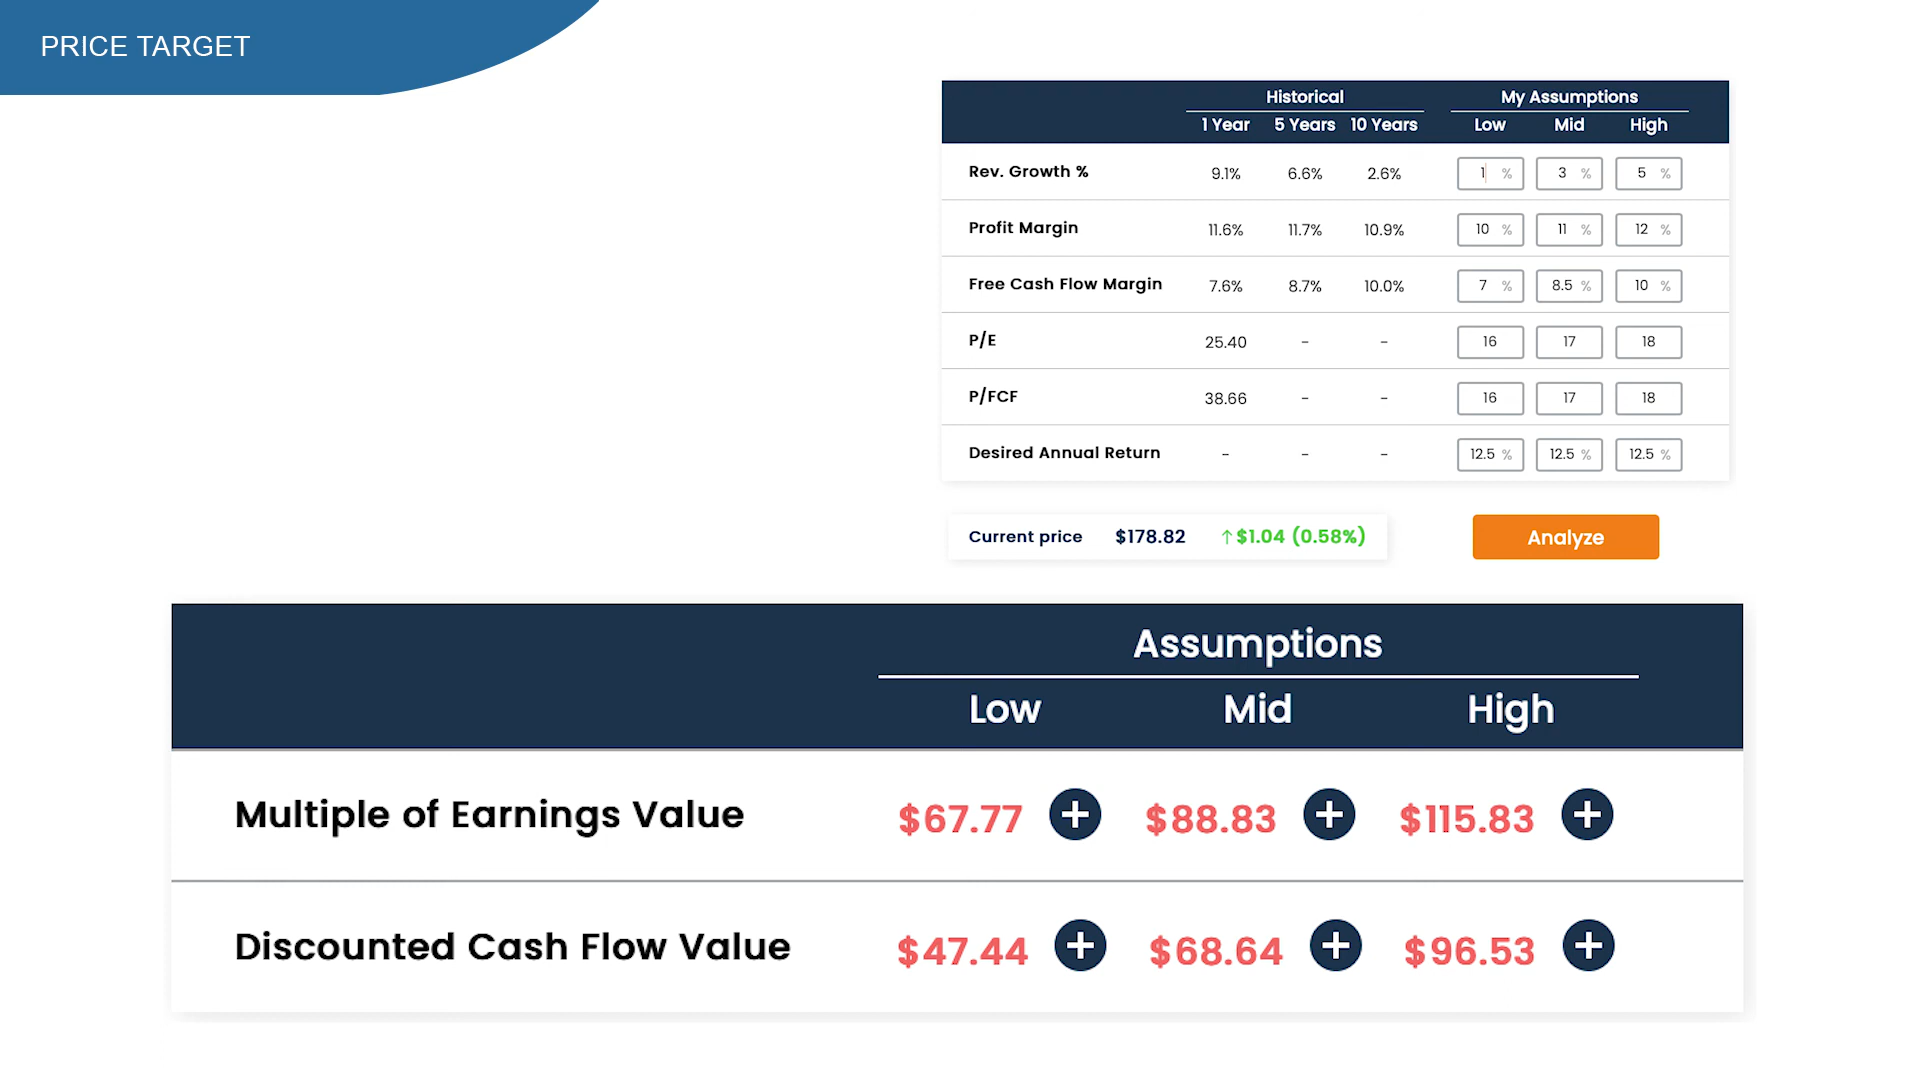 PRICE TARGET
Historical My Assumptions
1 Year 5 Years 10 Years Low Mid High
Rev. Growth % 9.1% 6.6% 2.6% 1 % 3 % 5 %
Profit Margin 11.6% 11.7% 10.9% 10 % 11 % 12 %
Free Cash Flow Margin 7.6% 8.7% 10.0% 7 % 8.5 % 10 %
P/E 25.40 - - 16 17 18
P/FCF 38.66 - - 16 17 18
Desired Annual Return - - - 12.5 % 12.5 % 12.5 %
Current price $178.82 ↑$1.04 (0.58%) Analyze
Assumptions
Low Mid High
Multiple of Earnings Value $67.77 + $88.83 + $115.83 +
Discounted Cash Flow Value $47.44 + $68.64 + $96.53 +